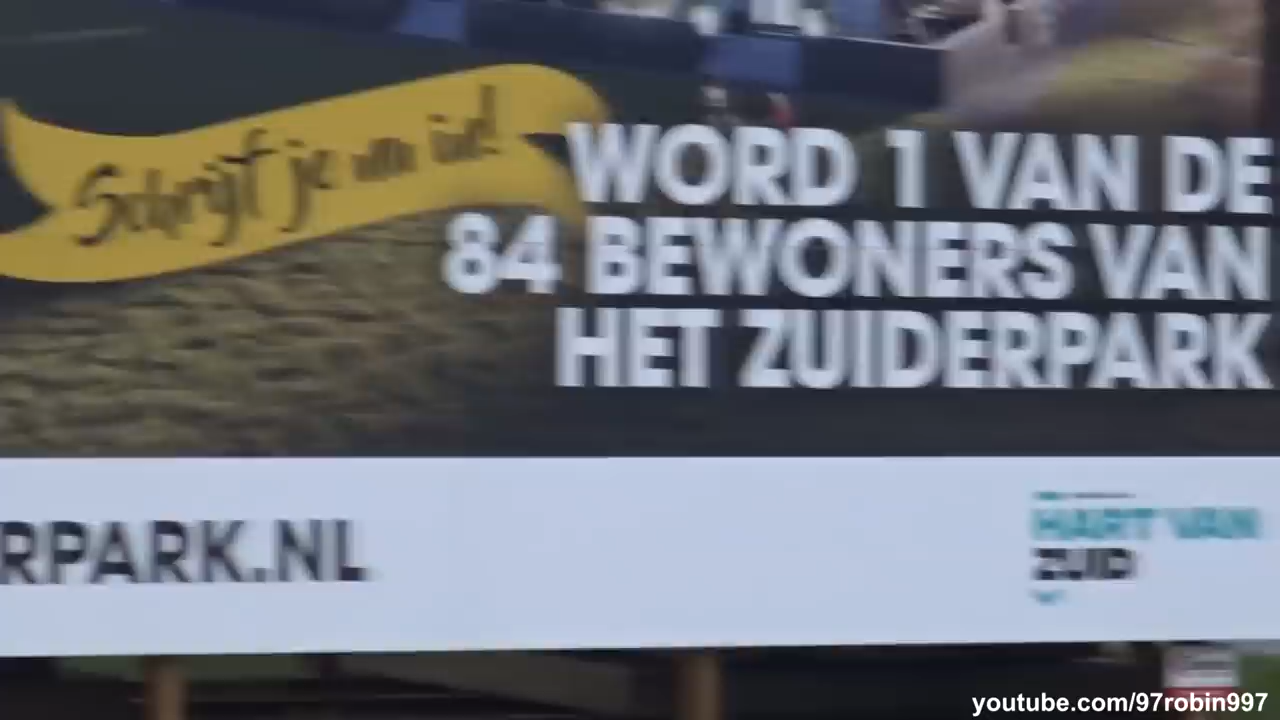 Schrijf je nu in!
WORD 1 VAN DE
84 BEWONERS VAN
HET ZUIDERPARK
RPARK.NL
HART VAN
ZUID
youtube.com/97robin997